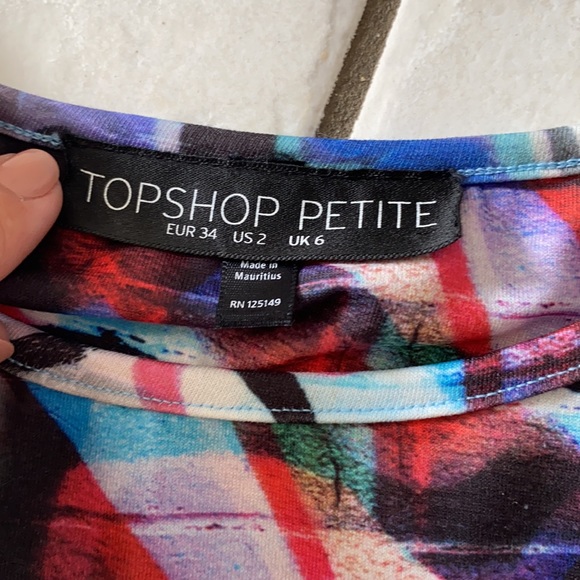 TOPSHOP PETITE
EUR 34 US 2 UK 6
Made in
Mauritius
RN 125149